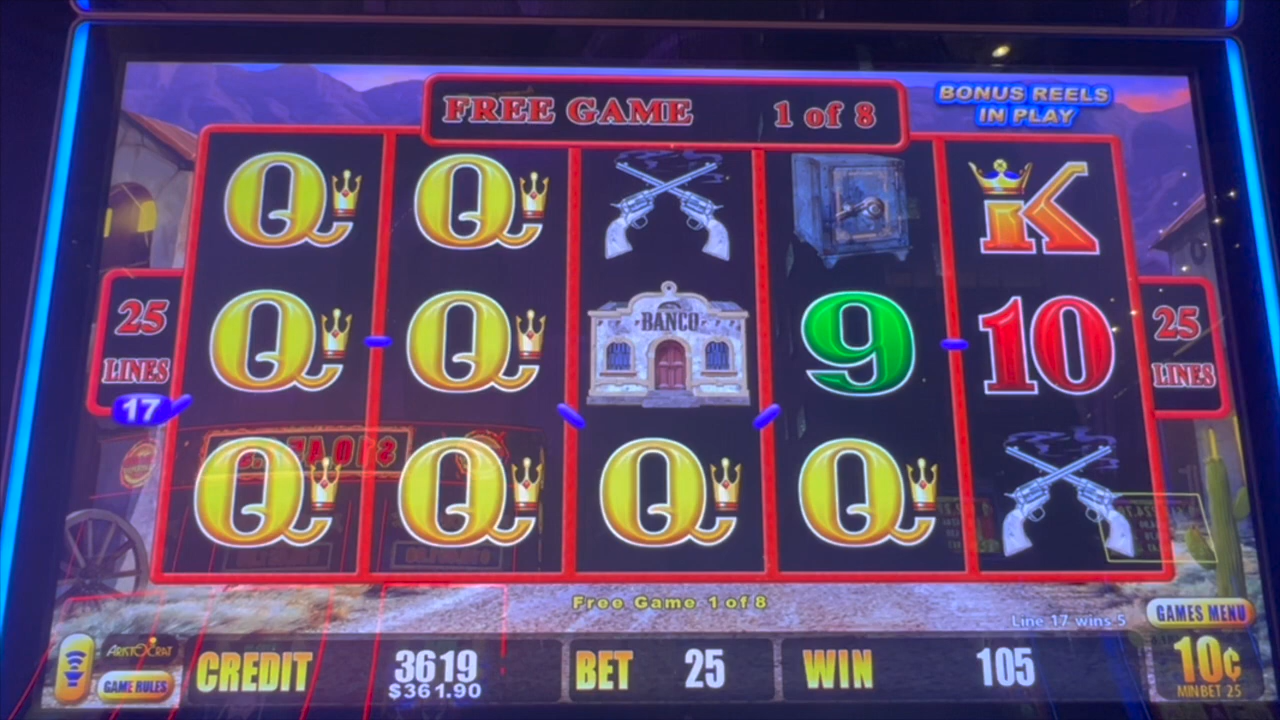 FREE GAME 1 of 8
BONUS REELS
IN PLAY
Q Q K
BANCO
25
LINES
17
Q Q 9 10
25
LINES
Q Q Q Q
Free Game 1 of 8
Line 17 wins 5
GAMES MENU
ARISTOCRAT
GAME RULES
CREDIT 3619
$361.90
BET 25
WIN 105
10¢
MIN BET 25